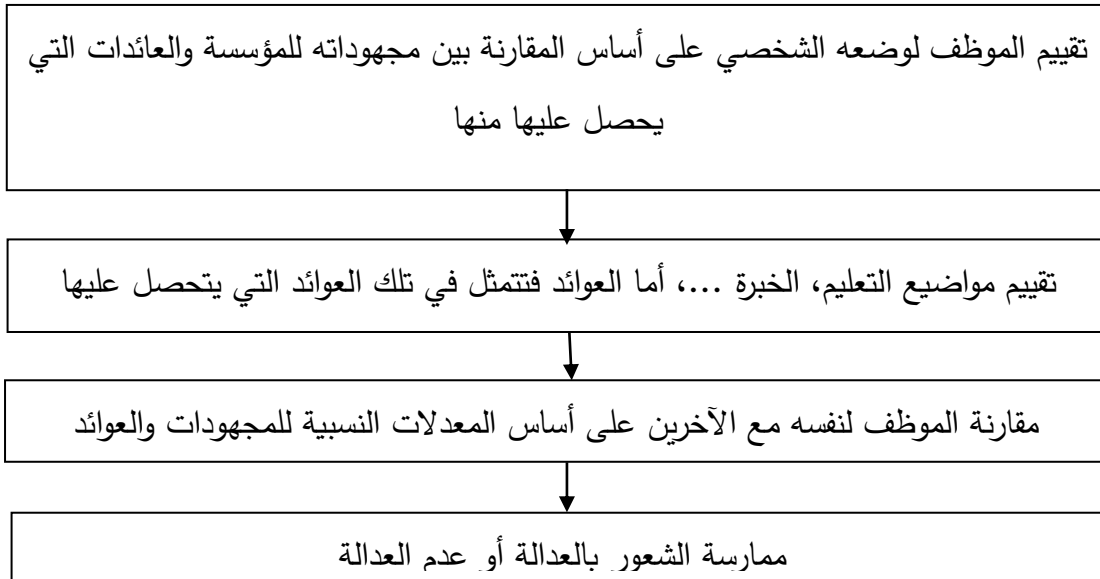 تقييم الموظف لوضعه الشخصي على أساس المقارنة بين مجهوداته للمؤسسة والعائدات التي
يحصل عليها منها
تقييم مواضيع التعليم، الخبرة ...، أما العوائد فتتمثل في تلك العوائد التي يتحصل عليها
مقارنة الموظف لنفسه مع الآخرين على أساس المعدلات النسبية للمجهودات والعوائد
ممارسة الشعور بالعدالة أو عدم العدالة